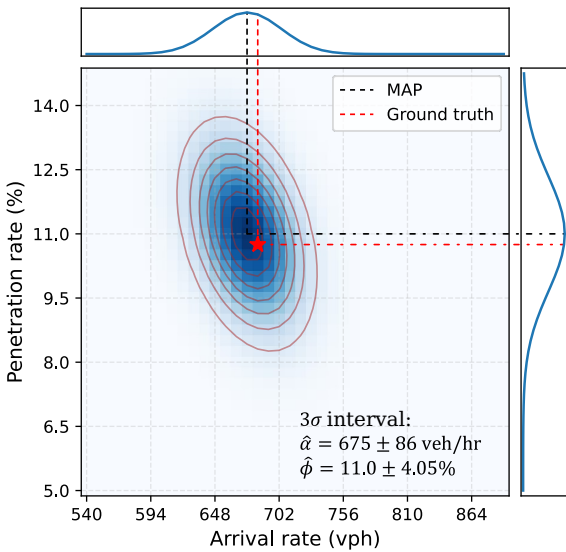 MAP
Ground truth
14.0
12.5
11.0
9.5
8.0
6.5
5.0
Penetration rate (%)
3σ interval:
α̂ = 675 ± 86 veh/hr
ϕ̂ = 11.0 ± 4.05%
540 594 648 702 756 810 864
Arrival rate (vph)